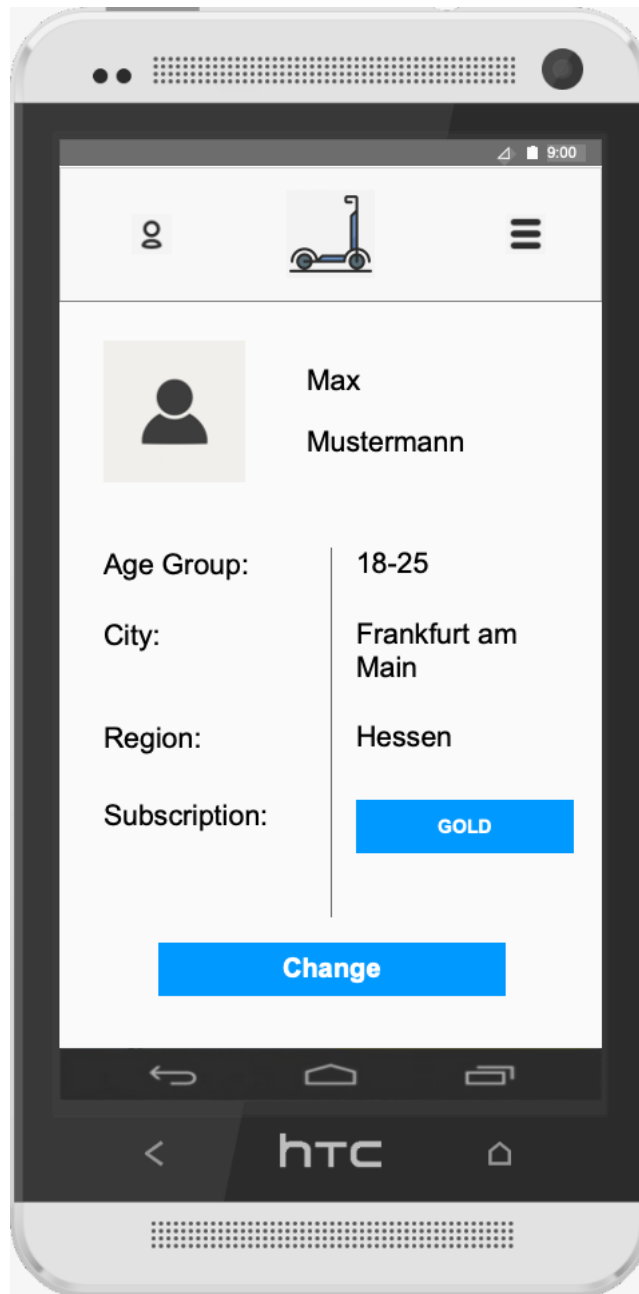 9:00
Max
Mustermann
Age Group:
18-25
City:
Frankfurt am
Main
Region:
Hessen
Subscription:
GOLD
Change
hTC